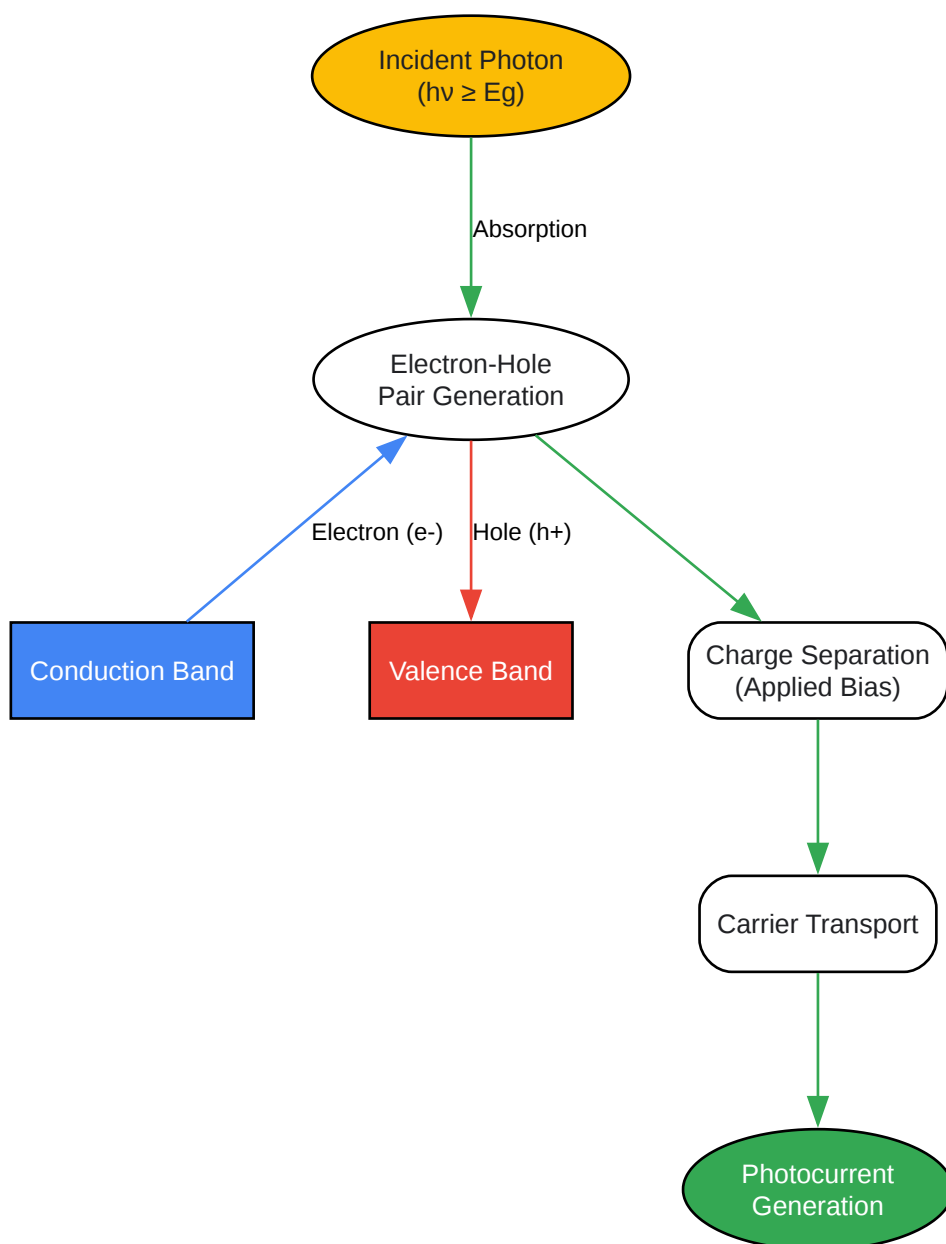 Incident Photon
(hν ≥ Eg)
Absorption
Electron-Hole
Pair Generation
Electron (e-)
Hole (h+)
Conduction Band
Valence Band
Charge Separation
(Applied Bias)
Carrier Transport
Photocurrent
Generation